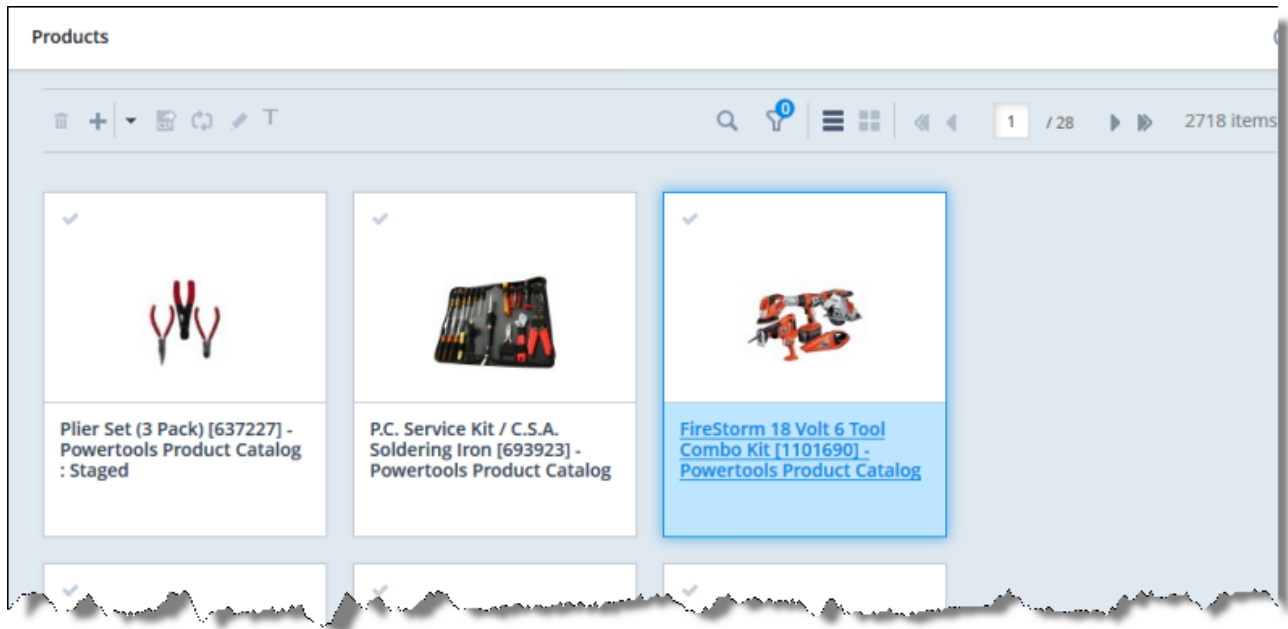 Products
0
1 / 28
2718 items
Plier Set (3 Pack) [637227] -
Powertools Product Catalog
: Staged
P.C. Service Kit / C.S.A.
Soldering Iron [693923] -
Powertools Product Catalog
FireStorm 18 Volt 6 Tool
Combo Kit [1101690] -
Powertools Product Catalog